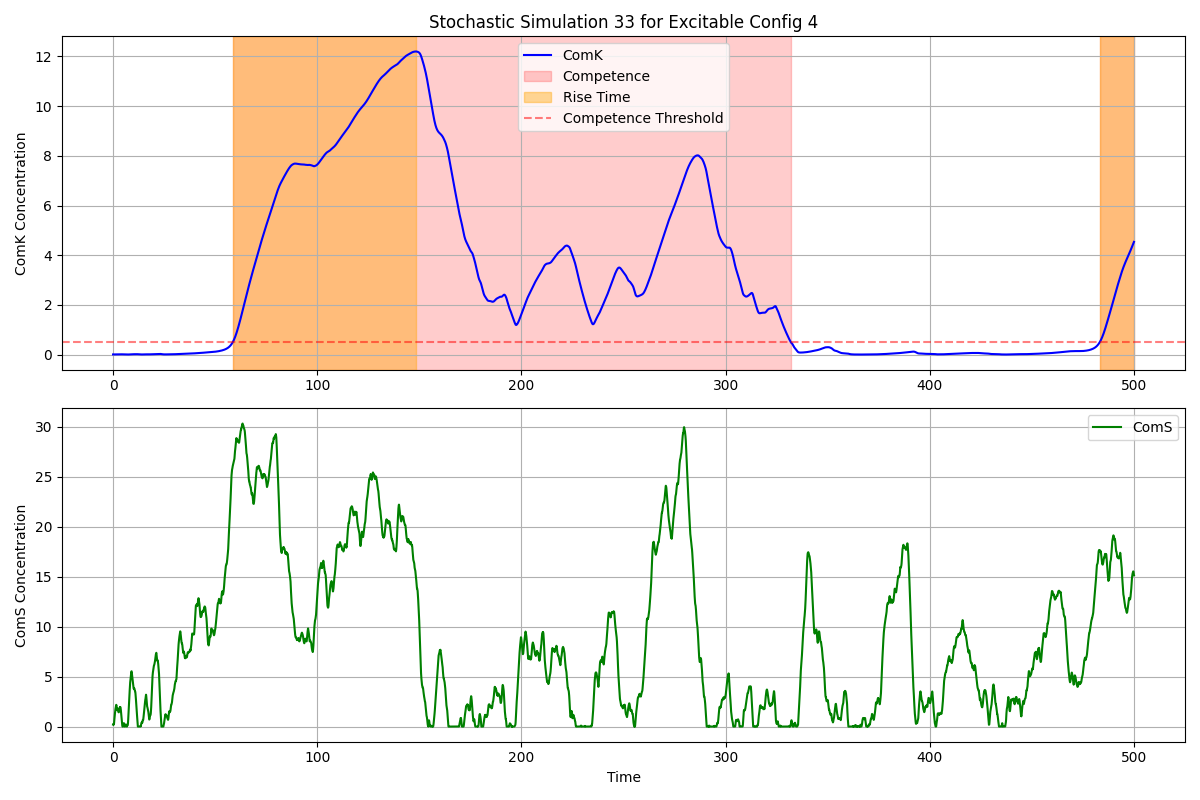 Stochastic Simulation 33 for Excitable Config 4
ComK Concentration
12
10
8
6
4
2
0
ComK
Competence
Rise Time
Competence Threshold
0 100 200 300 400 500
ComS Concentration
30
25
20
15
10
5
0
ComS
0 100 200 300 400 500
Time